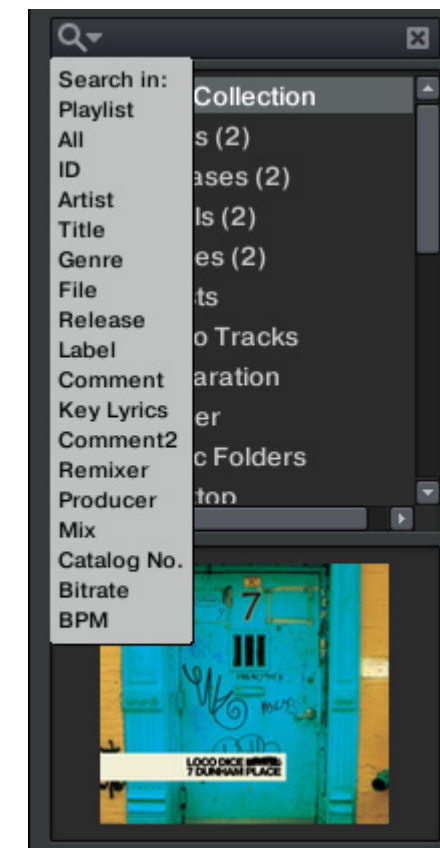 Search in:
Playlist
All
ID
Artist
Title
Genre
File
Release
Label
Comment
Key Lyrics
Comment2
Remixer
Producer
Mix
Catalog No.
Bitrate
BPM
Collection
s (2)
ases (2)
ls (2)
es (2)
ts
o Tracks
aration
er
c Folders
top
7
LOCO DICE
7 DUNHAM PLACE